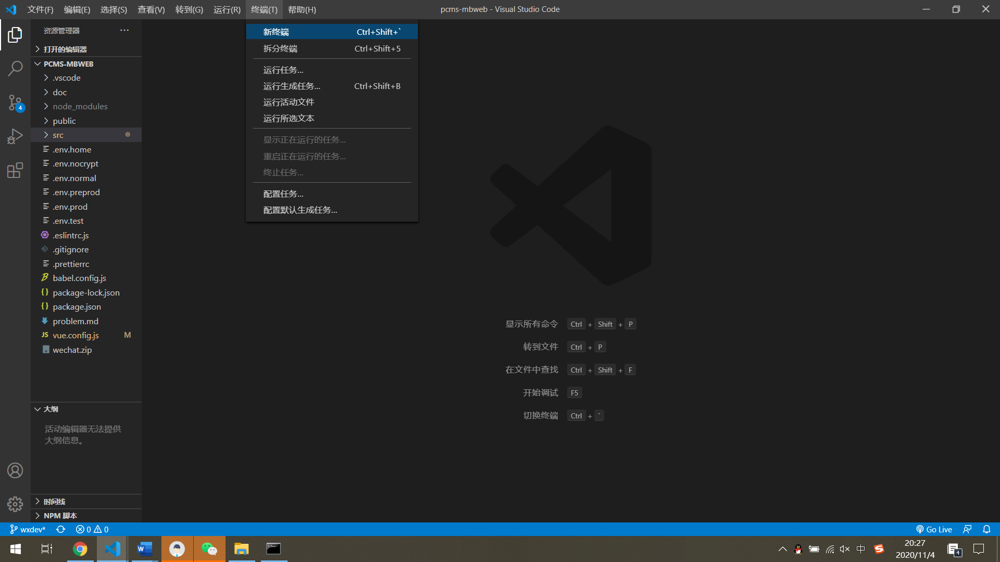 文件(F) 编辑(E) 选择(S) 查看(V) 转到(G) 运行(R) 终端(T) 帮助(H) pcms-mbweb - Visual Studio Code
资源管理器
打开的编辑器
PCMS-MBWEB
.vscode
doc
node_modules
public
src
.env.home
.env.nocrypt
.env.normal
.env.preprod
.env.prod
.env.test
.eslintrc.js
.gitignore
.prettierrc
babel.config.js
package-lock.json
package.json
problem.md
JS vue.config.js M
wechat.zip
大纲
活动编辑器无法提供
大纲信息。
时间线
NPM 脚本
4
新终端 Ctrl+Shift+`
拆分终端 Ctrl+Shift+5
运行任务...
运行生成任务... Ctrl+Shift+B
运行活动文件
运行所选文本
显示正在运行的任务...
重启正在运行的任务...
终止任务...
配置任务...
配置默认生成任务...
显示所有命令 Ctrl + Shift + P
转到文件 Ctrl + P
在文件中查找 Ctrl + Shift + F
开始调试 F5
切换终端 Ctrl + `
wxdev* 0 0 Go Live
中
20:27
2020/11/4
4